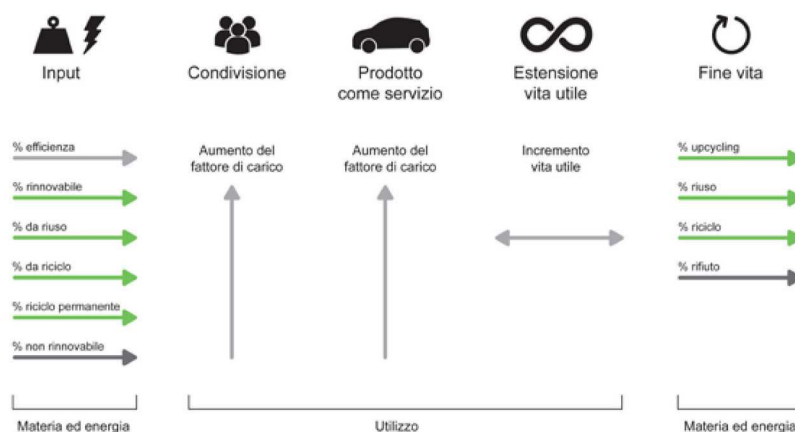 Input
Condivisione
Prodotto
come servizio
Estensione
vita utile
Fine vita
% efficienza
% rinnovabile
% da riuso
% da riciclo
% riciclo permanente
% non rinnovabile
Aumento del
fattore di carico
Aumento del
fattore di carico
Incremento
vita utile
% upcycling
% riuso
% riciclo
% rifiuto
Materia ed energia
Utilizzo
Materia ed energia